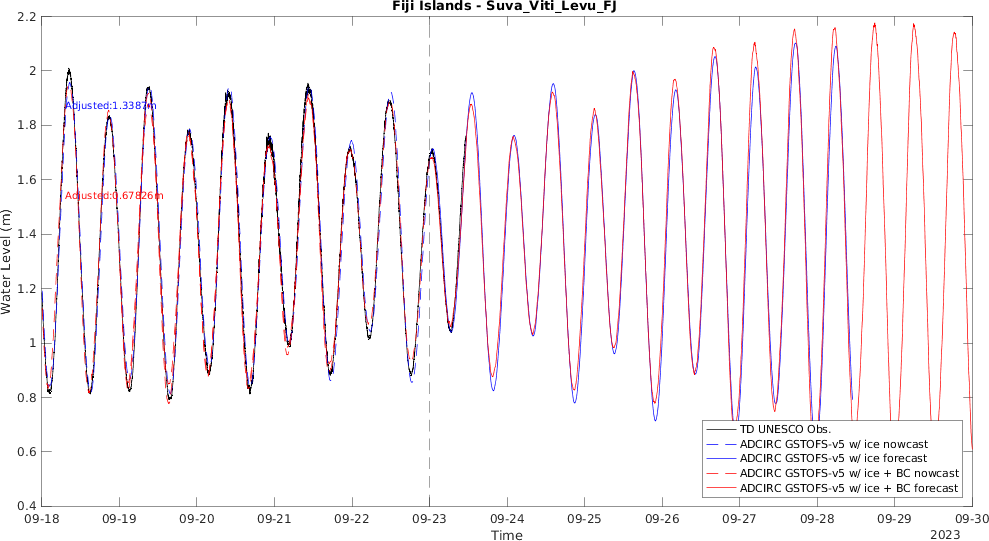 Fiji Islands - Suva_Viti_Levu_FJ
2.2
2
1.8
1.6
1.4
1.2
1
0.8
0.6
0.4
Water Level (m)
Adjusted:1.3387m
Adjusted:0.67826m
TD UNESCO Obs.
ADCIRC GSTOFS-v5 w/ ice nowcast
ADCIRC GSTOFS-v5 w/ ice forecast
ADCIRC GSTOFS-v5 w/ ice + BC nowcast
ADCIRC GSTOFS-v5 w/ ice + BC forecast
09-18 09-19 09-20 09-21 09-22 09-23 09-24 09-25 09-26 09-27 09-28 09-29 09-30
Time
2023